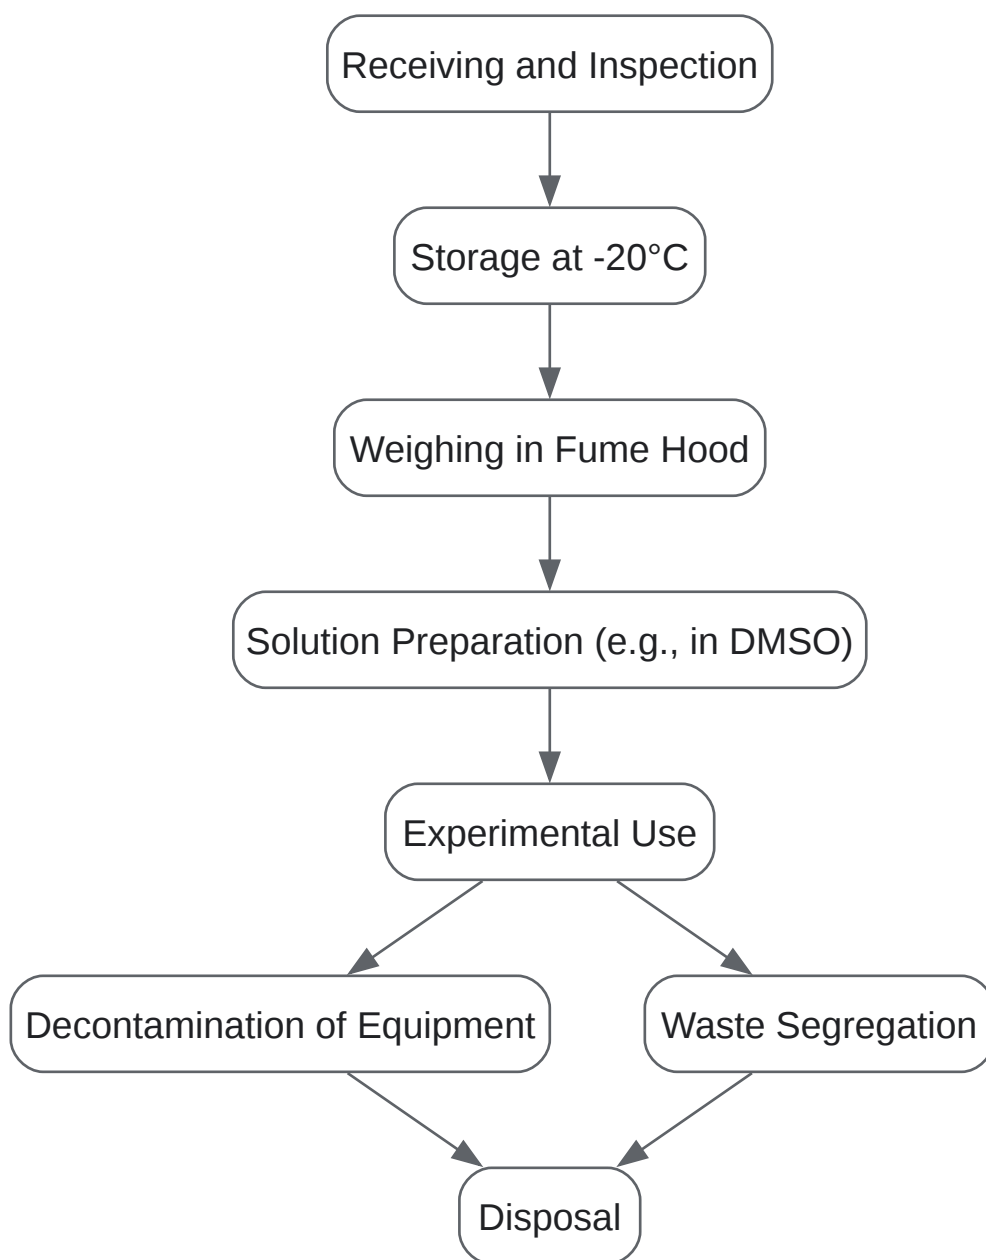 Receiving and Inspection
Storage at -20°C
Weighing in Fume Hood
Solution Preparation (e.g., in DMSO)
Experimental Use
Decontamination of Equipment
Waste Segregation
Disposal